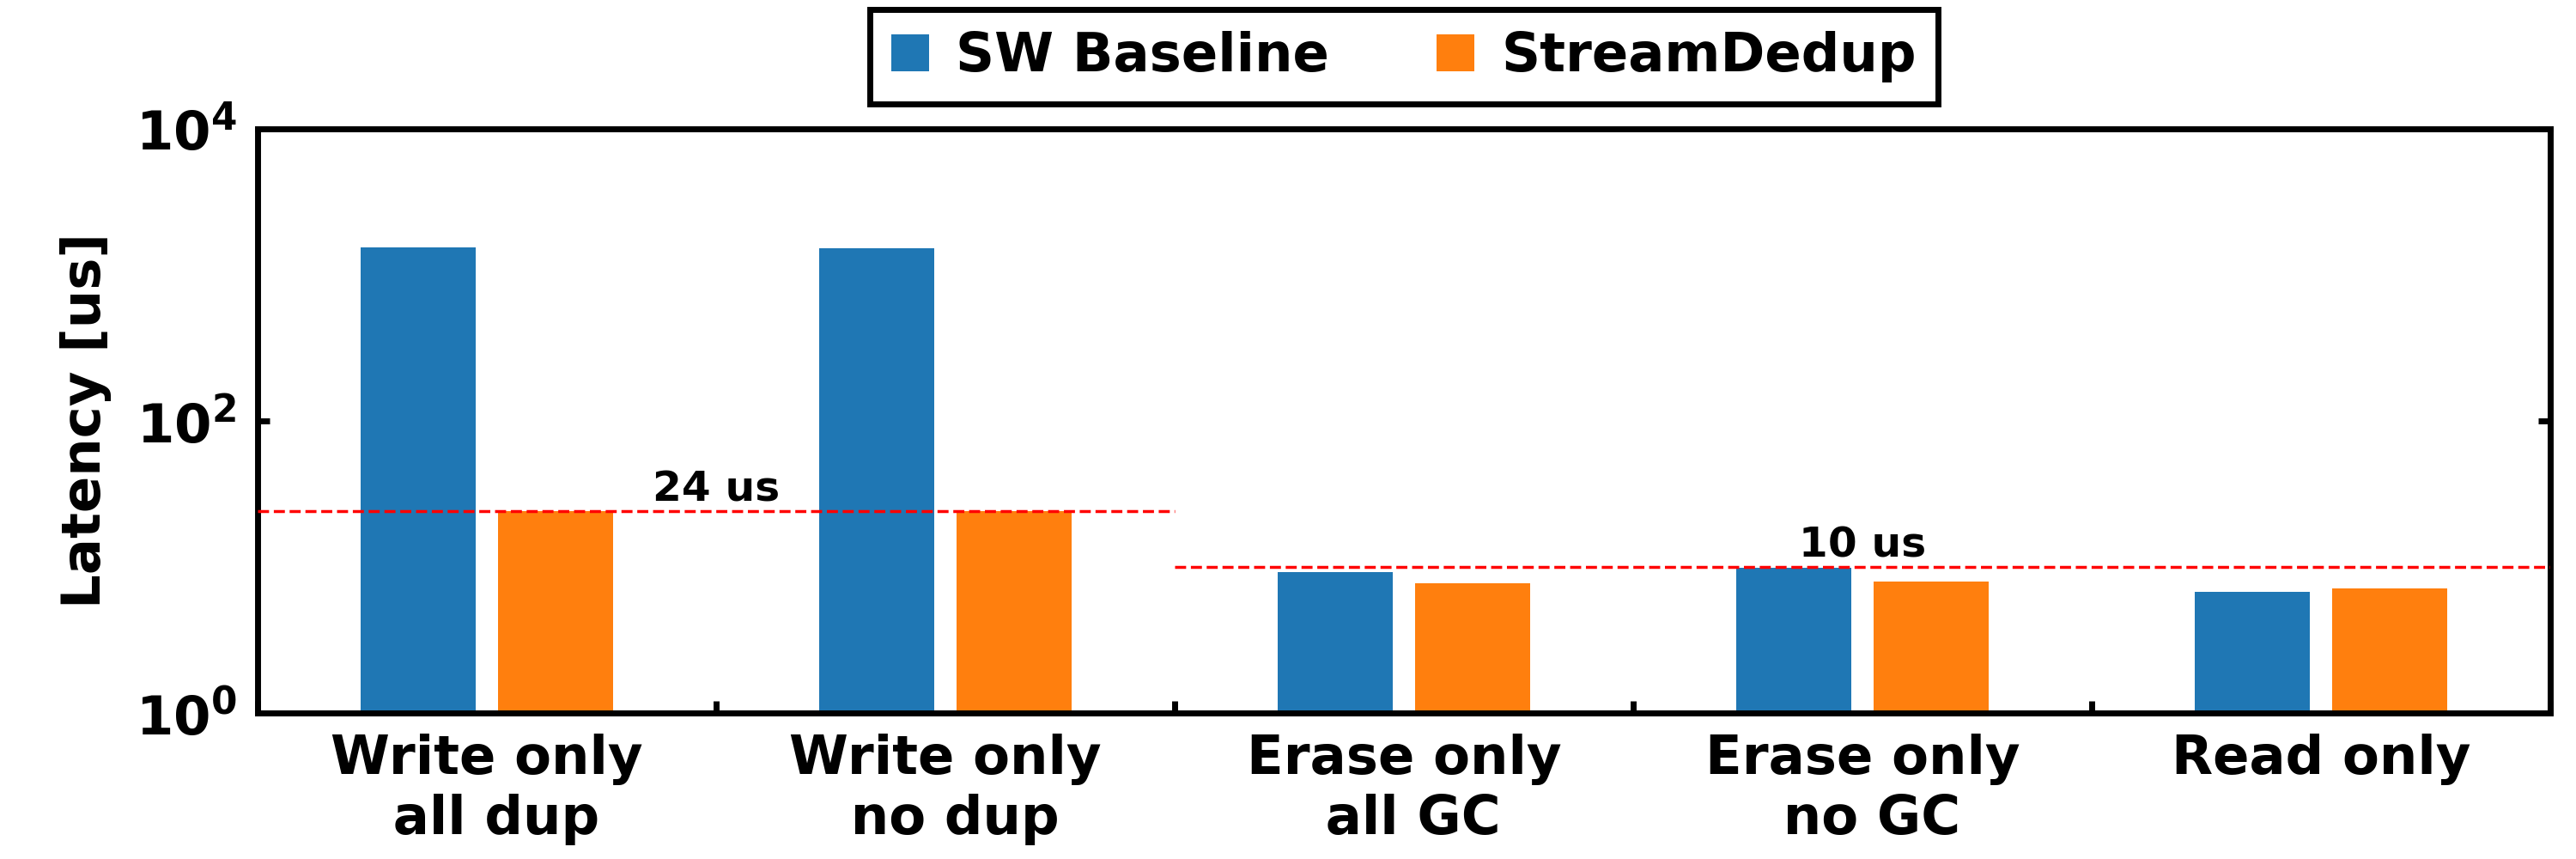 SW Baseline StreamDedup
10⁴
10²
10⁰
Latency [us]
24 us
10 us
Write only all dup
Write only no dup
Erase only all GC
Erase only no GC
Read only